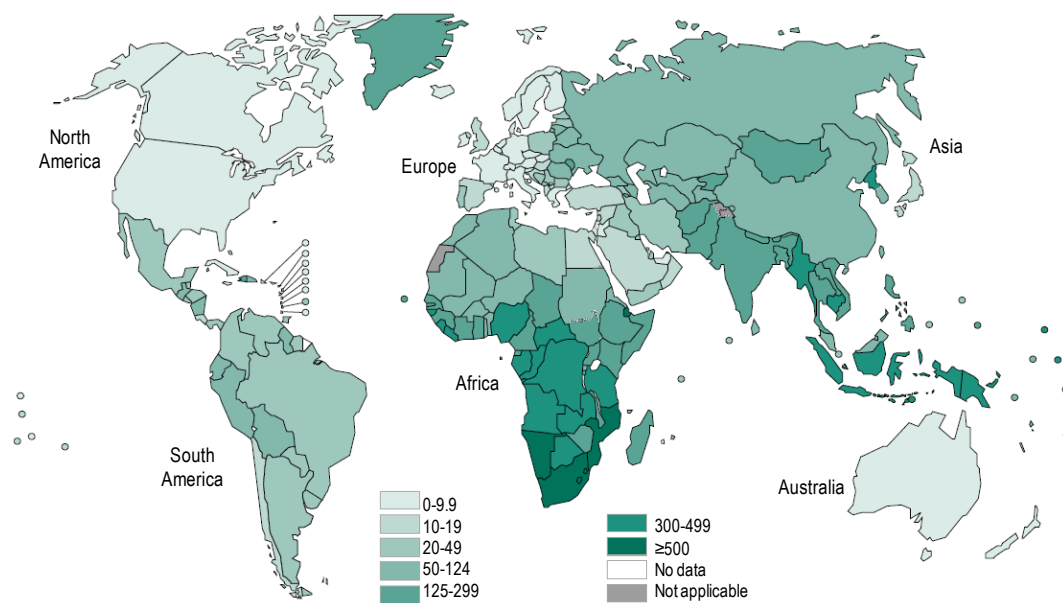 North
America
Europe
Asia
Africa
South
America
Australia
0-9.9
10-19
20-49
50-124
125-299
300-499
≥500
No data
Not applicable